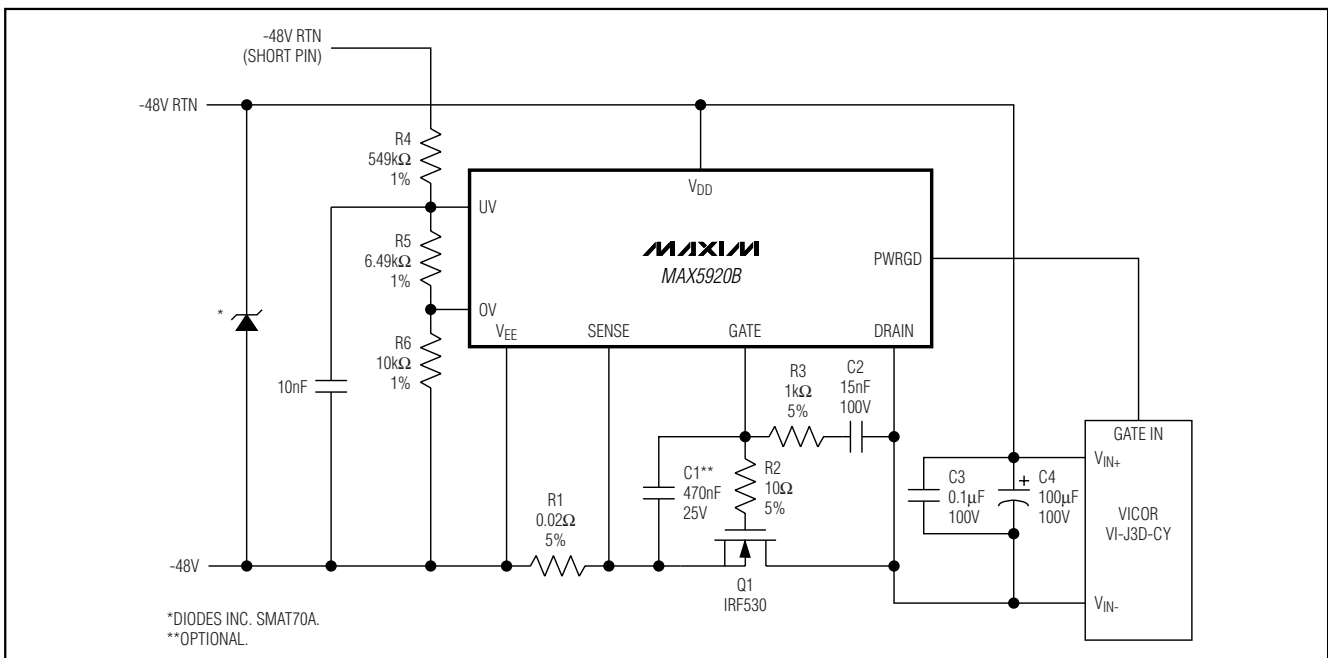 -48V RTN
(SHORT PIN)
-48V RTN
R4
549kΩ
1%
VDD
UV
R5
6.49kΩ
1%
MAXIM
MAX5920B
PWRGD
*
OV
VEE
SENSE
GATE
DRAIN
R6
10kΩ
1%
10nF
R3
1kΩ
5%
C2
15nF
100V
GATE IN
VIN+
C1**
470nF
25V
R2
10Ω
5%
C3
0.1μF
100V
+
C4
100μF
100V
VICOR
VI-J3D-CY
R1
0.02Ω
5%
-48V
Q1
IRF530
VIN-
*DIODES INC. SMAT70A.
**OPTIONAL.